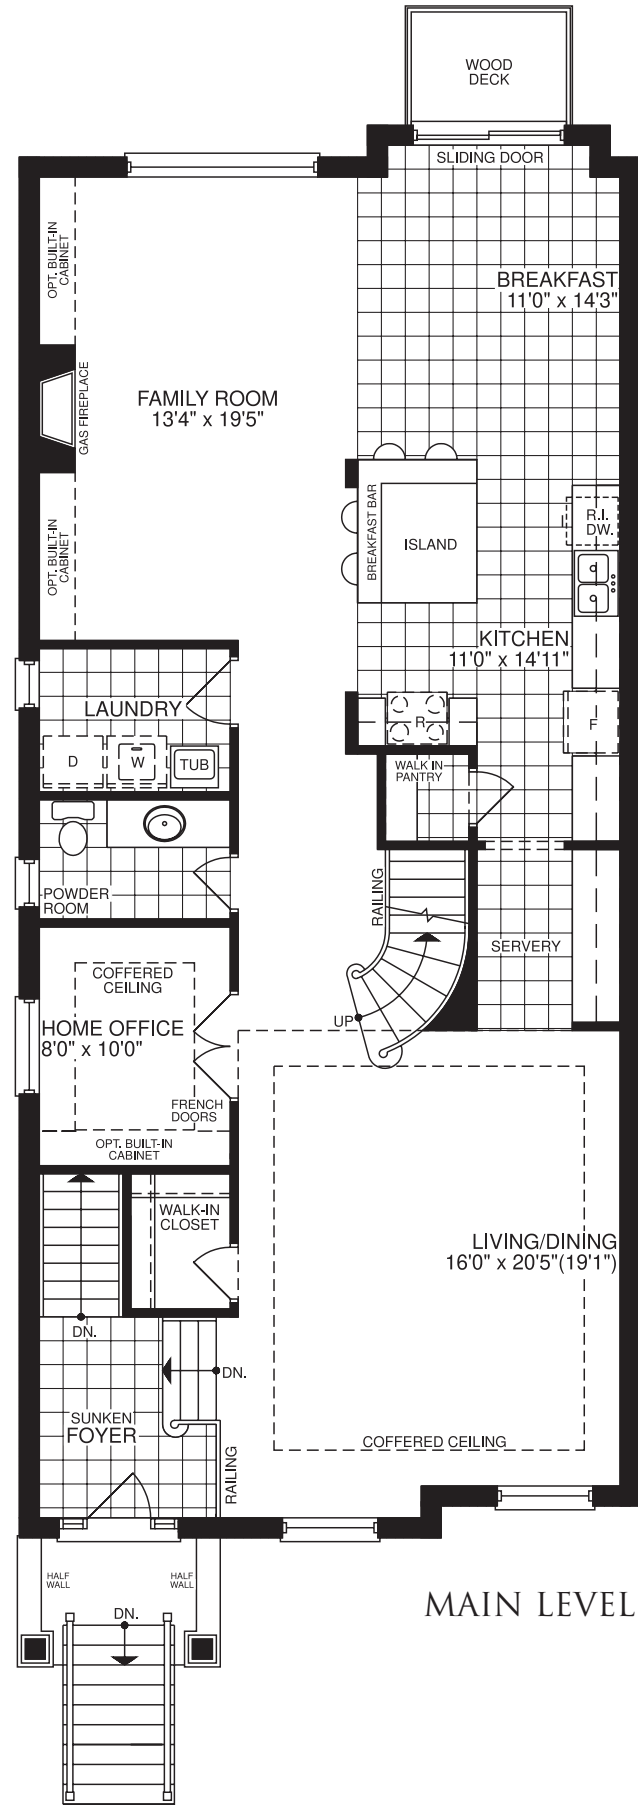 WOOD
DECK
SLIDING DOOR
OPT. BUILT-IN
CABINET
BREAKFAST
11'0" x 14'3"
GAS FIREPLACE
FAMILY ROOM
13'4" x 19'5"
OPT. BUILT-IN
CABINET
BREAKFAST BAR
ISLAND
R.I.
DW.
KITCHEN
11'0" x 14'11"
LAUNDRY
D
W
TUB
R
F
WALK IN
PANTRY
POWDER
ROOM
RAILING
SERVERY
COFFERED
CEILING
UP
HOME OFFICE
8'0" x 10'0"
FRENCH
DOORS
OPT. BUILT-IN
CABINET
WALK-IN
CLOSET
LIVING/DINING
16'0" x 20'5"(19'1")
DN.
DN.
SUNKEN
FOYER
RAILING
COFFERED CEILING
HALF
WALL
HALF
WALL
DN.
MAIN LEVEL